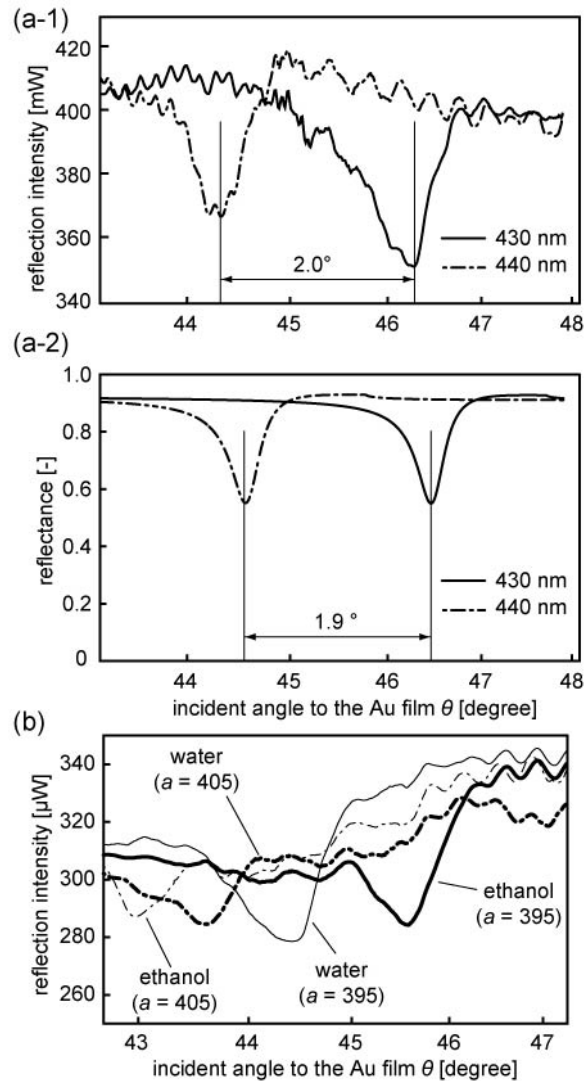 (a-1)
reflection intensity [mW]
420
400
380
360
340
2.0°
430 nm
440 nm
44 45 46 47 48
(a-2)
reflectance [-]
1.0
0.8
0.6
0.4
0.2
0
1.9 °
430 nm
440 nm
44 45 46 47 48
incident angle to the Au film θ [degree]
(b)
reflection intensity [µW]
340
320
300
280
260
water
(a = 405)
ethanol
(a = 405)
water
(a = 395)
ethanol
(a = 395)
43 44 45 46 47
incident angle to the Au film θ [degree]